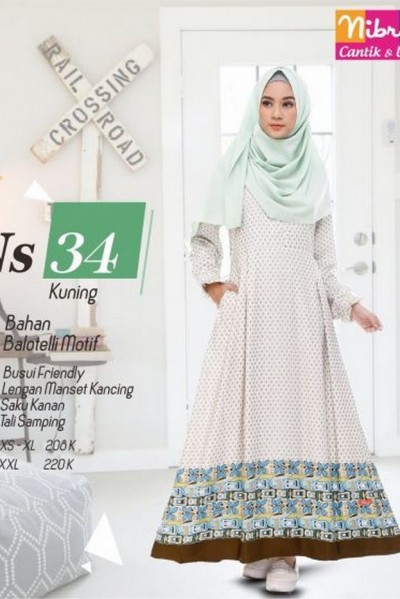 Nibr
Cantik & 
RAIL ROAD
CROSSING
Ns 34
Kuning
Bahan
Balotelli Motif
Busui Friendly
Lengan Manset Kancing
Saku Kanan
Tali Samping
XS - XL 208 K
XXL 220 K